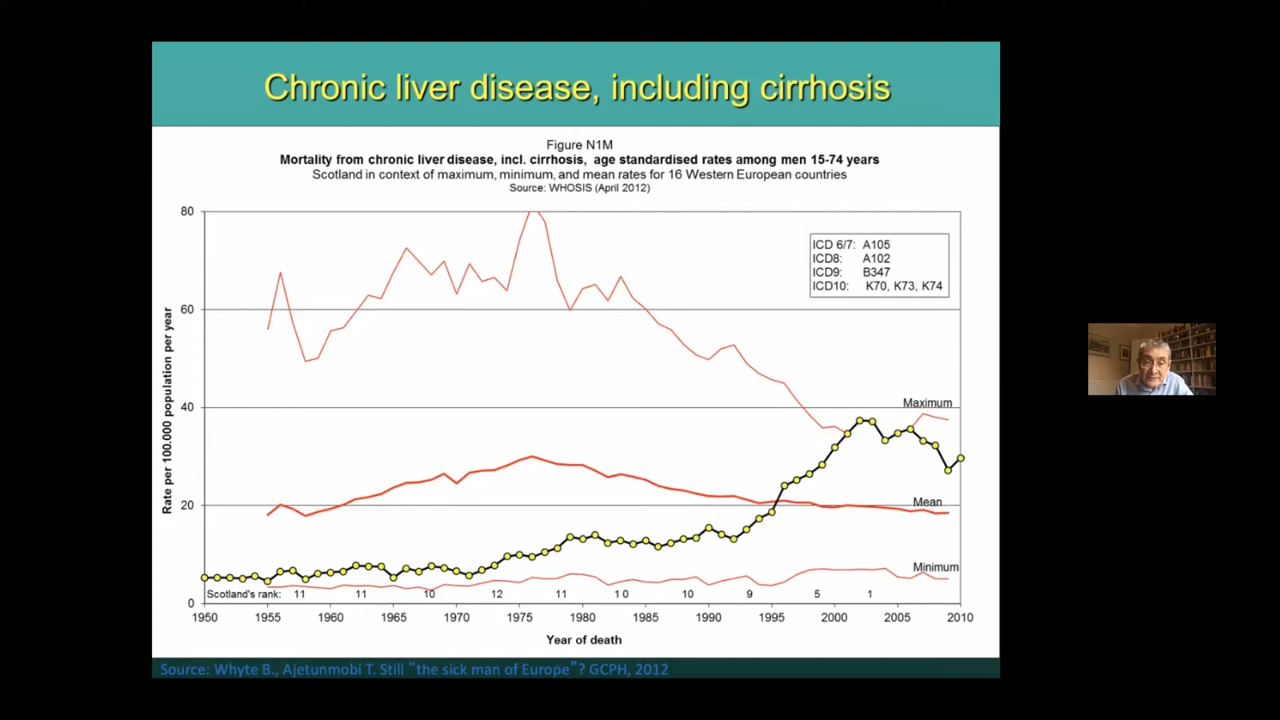 Chronic liver disease, including cirrhosis
Figure N1M
Mortality from chronic liver disease, incl. cirrhosis, age standardised rates among men 15-74 years
Scotland in context of maximum, minimum, and mean rates for 16 Western European countries
Source: WHOSIS (April 2012)
Rate per 100.000 population per year
80
60
40
20
0
ICD 6/7: A105
ICD8: A102
ICD9: B347
ICD10: K70, K73, K74
Maximum
Mean
Minimum
Scotland's rank: 11 11 10 12 11 10 10 9 5 1
1950 1955 1960 1965 1970 1975 1980 1985 1990 1995 2000 2005 2010
Year of death
Source: Whyte B., Ajetunmobi T. Still “the sick man of Europe”? GCPH, 2012